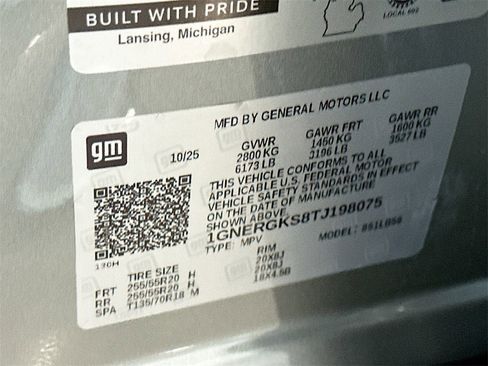 BUILT WITH PRIDE
Lansing, Michigan
LOCAL 602
MFD BY GENERAL MOTORS LLC
gm
10/25
GVWR GAWR FRT GAWR RR
2800 KG 1450 KG 1600 KG
6173 LB 3196 LB 3527 LB
THIS VEHICLE CONFORMS TO ALL
APPLICABLE U.S. FEDERAL MOTOR
VEHICLE SAFETY STANDARDS IN EFFECT
ON THE DATE OF MANUFACTURE
SHOWN ABOVE.
1GNERGKS8TJ198075
TYPE: MPV MODEL:
TIRE SIZE RIM
FRT 255/55R20 H 20X8J
RR 255/55R20 H 20X8J
SPA T135/70R18 M 18X4.5B